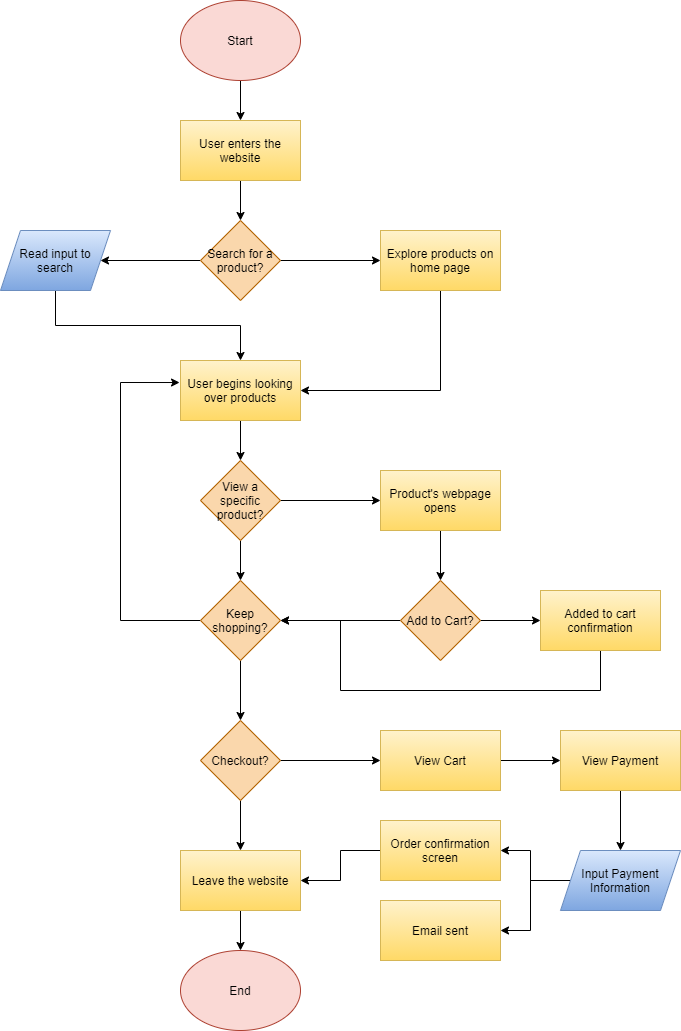 Start
User enters the
website
Read input to
search
Search for a
product?
Explore products on
home page
User begins looking
over products
View a
specific
product?
Product's webpage
opens
Keep
shopping?
Add to Cart?
Added to cart
confirmation
Checkout?
View Cart
View Payment
Order confirmation
screen
Leave the website
Input Payment
Information
Email sent
End